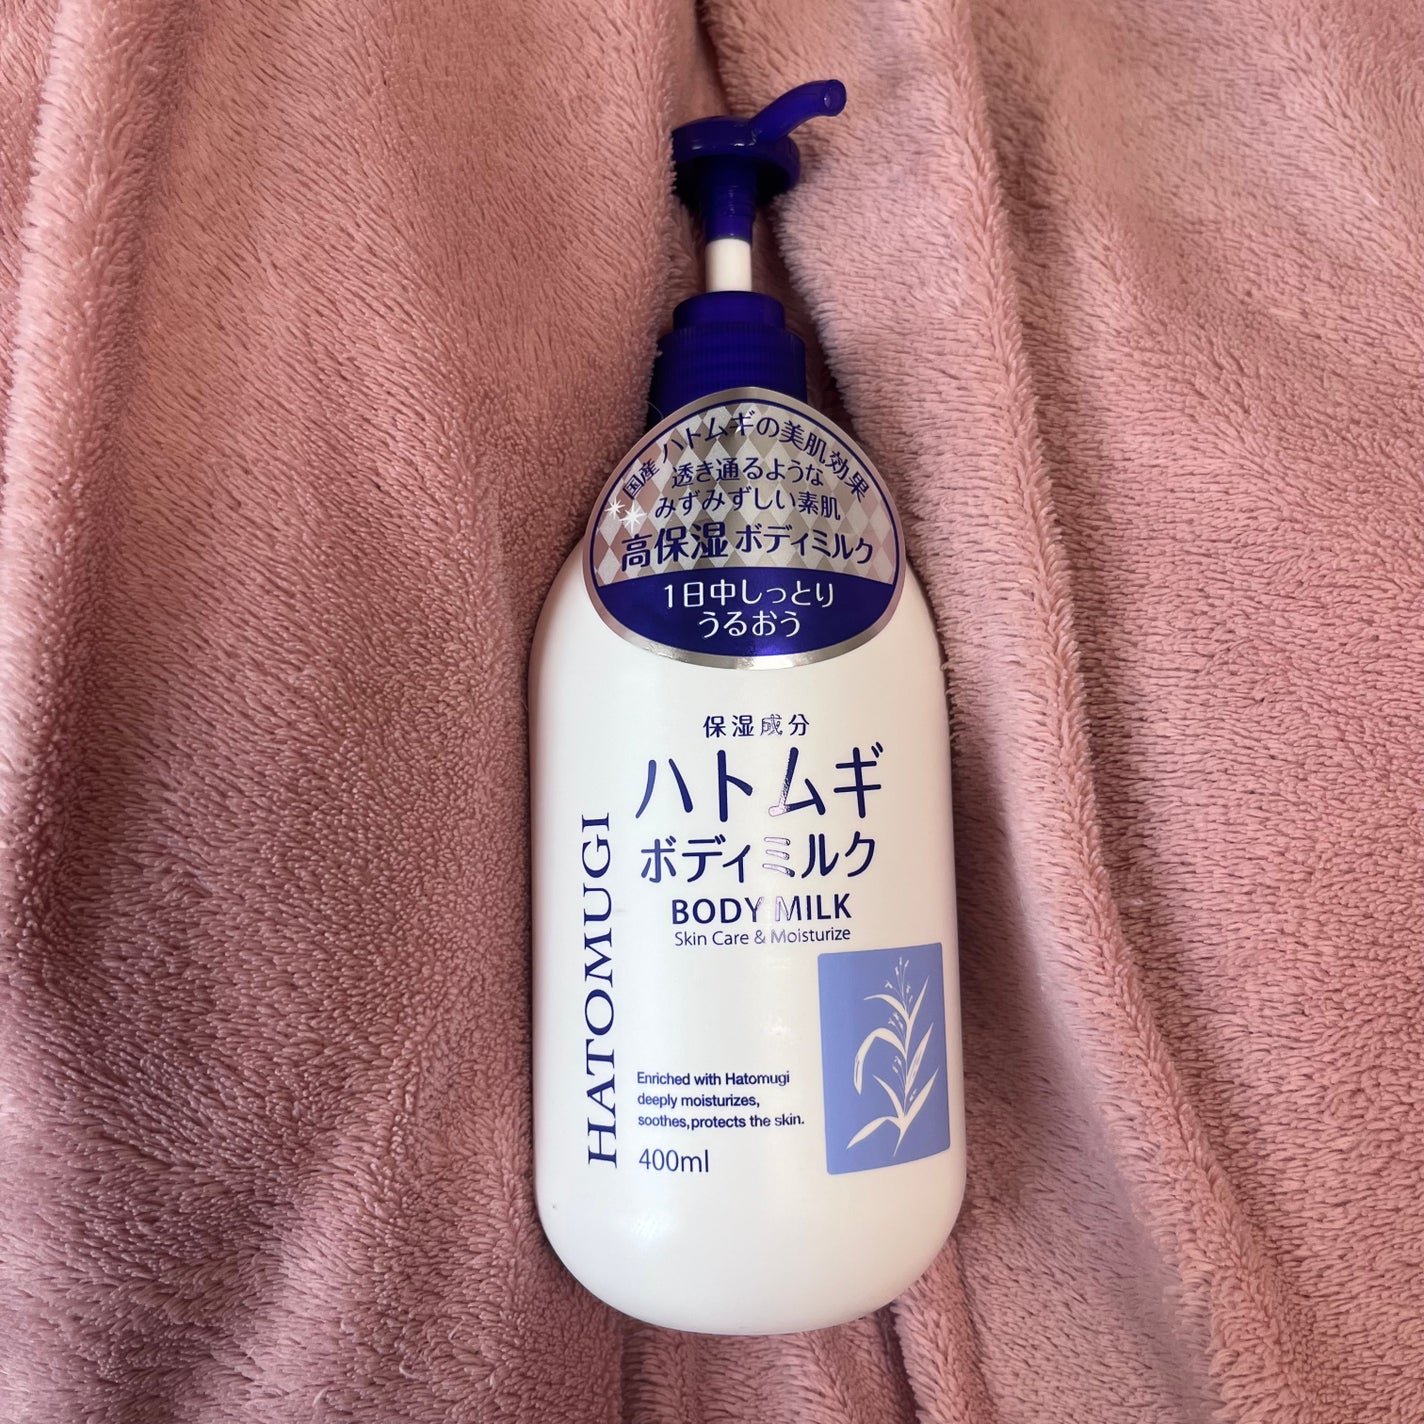 国産ハトムギの美肌効果
透き通るような
みずみずしい素肌
高保湿ボディミルク
1日中しっとり
うるおう
保湿成分
ハトムギ
ボディミルク
BODY MILK
Skin Care & Moisturize
HATOMUGI
Enriched with Hatomugi
deeply moisturizes,
soothes,protects the skin.
400ml